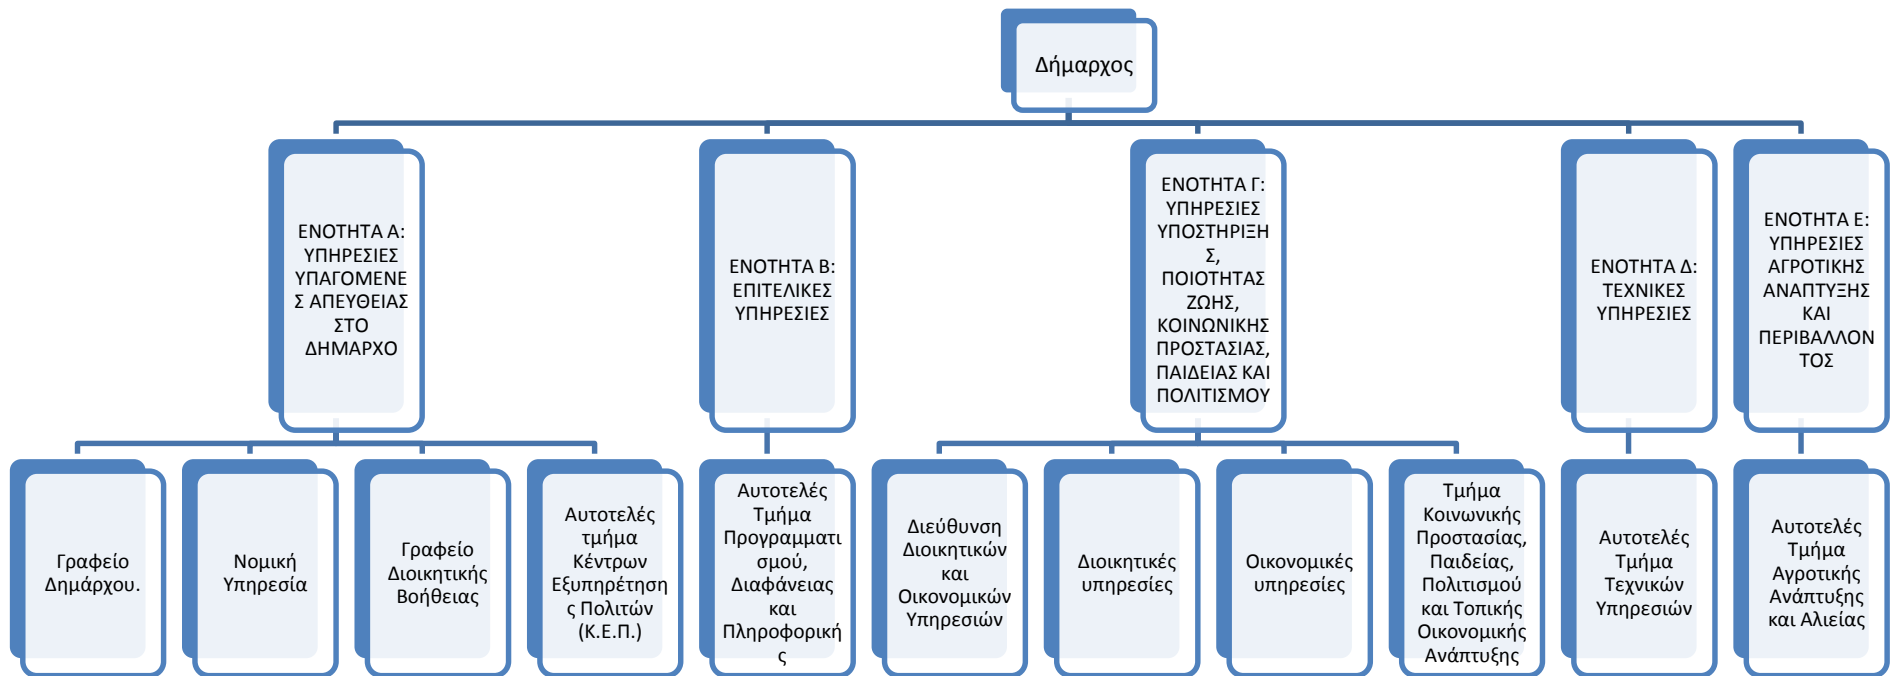 Δήμαρχος
ΕΝΟΤΗΤΑ Α:
ΥΠΗΡΕΣΙΕΣ
ΥΠΑΓΟΜΕΝΕ
Σ ΑΠΕΥΘΕΙΑΣ
ΣΤΟ
ΔΗΜΑΡΧΟ
ΕΝΟΤΗΤΑ Β:
ΕΠΙΤΕΛΙΚΕΣ
ΥΠΗΡΕΣΙΕΣ
ΕΝΟΤΗΤΑ Γ:
ΥΠΗΡΕΣΙΕΣ
ΥΠΟΣΤΗΡΙΞΗ
Σ,
ΠΟΙΟΤΗΤΑΣ
ΖΩΗΣ,
ΚΟΙΝΩΝΙΚΗΣ
ΠΡΟΣΤΑΣΙΑΣ,
ΠΑΙΔΕΙΑΣ ΚΑΙ
ΠΟΛΙΤΙΣΜΟΥ
ΕΝΟΤΗΤΑ Δ:
ΤΕΧΝΙΚΕΣ
ΥΠΗΡΕΣΙΕΣ
ΕΝΟΤΗΤΑ Ε:
ΥΠΗΡΕΣΙΕΣ
ΑΓΡΟΤΙΚΗΣ
ΑΝΑΠΤΥΞΗΣ
ΚΑΙ
ΠΕΡΙΒΑΛΛΟΝ
ΤΟΣ
Γραφείο
Δημάρχου.
Νομική
Υπηρεσία
Γραφείο
Διοικητικής
Βοήθειας
Αυτοτελές
τμήμα
Κέντρων
Εξυπηρέτηση
ς Πολιτών
(Κ.Ε.Π.)
Αυτοτελές
Τμήμα
Προγραμματι
σμού,
Διαφάνειας
και
Πληροφορική
ς
Διεύθυνση
Διοικητικών
και
Οικονομικών
Υπηρεσιών
Διοικητικές
υπηρεσίες
Οικονομικές
υπηρεσίες
Τμήμα
Κοινωνικής
Προστασίας,
Παιδείας,
Πολιτισμού
και Τοπικής
Οικονομικής
Ανάπτυξης
Αυτοτελές
Τμήμα
Τεχνικών
Υπηρεσιών
Αυτοτελές
Τμήμα
Αγροτικής
Ανάπτυξης
και Αλιείας